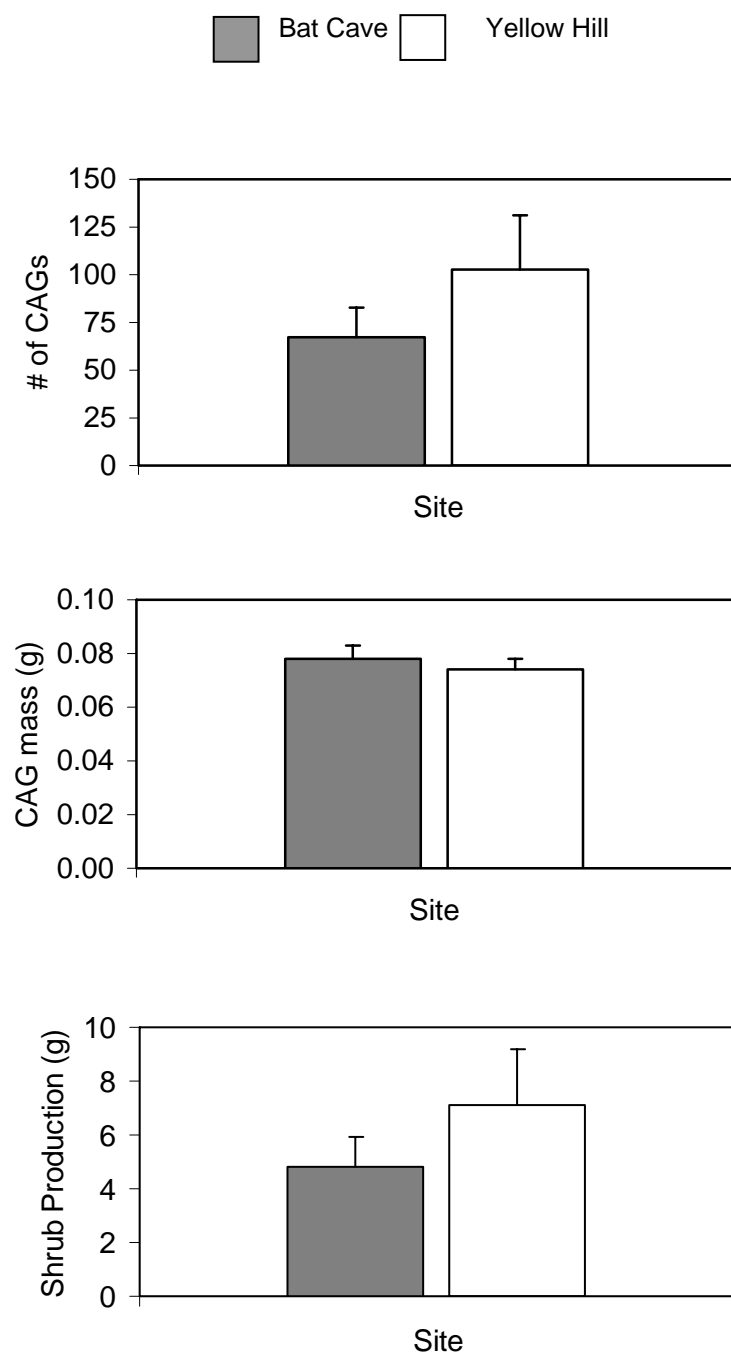 Bat Cave Yellow Hill
# of CAGs
150
125
100
75
50
25
0
Site
CAG mass (g)
0.10
0.08
0.06
0.04
0.02
0.00
Site
Shrub Production (g)
10
8
6
4
2
0
Site